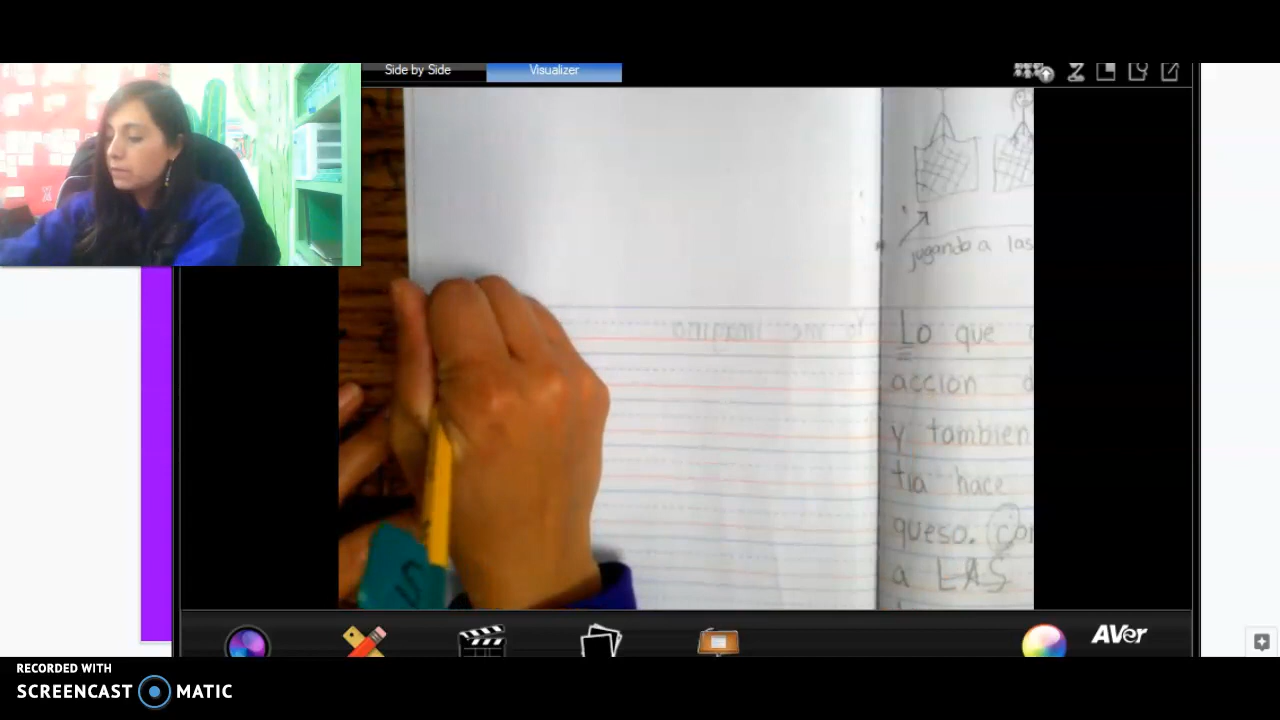 Side by Side
Visualizer
jugando a las
Lo que
accion
y tambien
tia hace
queso.
a LAS
S
AVer
RECORDED WITH
SCREENCAST MATIC